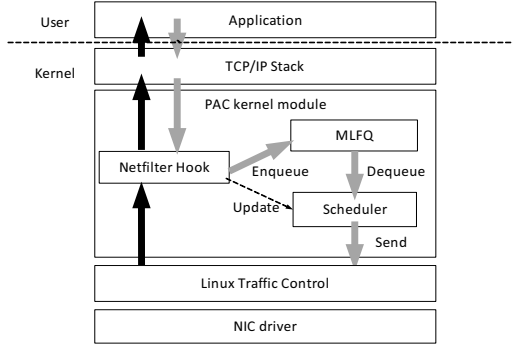 User
Application
Kernel
TCP/IP Stack
PAC kernel module
MLFQ
Netfilter Hook
Enqueue
Dequeue
Update
Scheduler
Send
Linux Traffic Control
NIC driver